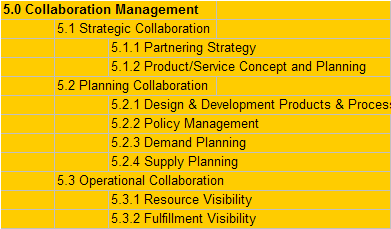 5.0 Collaboration Management
5.1 Strategic Collaboration
5.1.1 Partnering Strategy
5.1.2 Product/Service Concept and Planning
5.2 Planning Collaboration
5.2.1 Design & Development Products & Proces
5.2.2 Policy Management
5.2.3 Demand Planning
5.2.4 Supply Planning
5.3 Operational Collaboration
5.3.1 Resource Visibility
5.3.2 Fulfillment Visibility